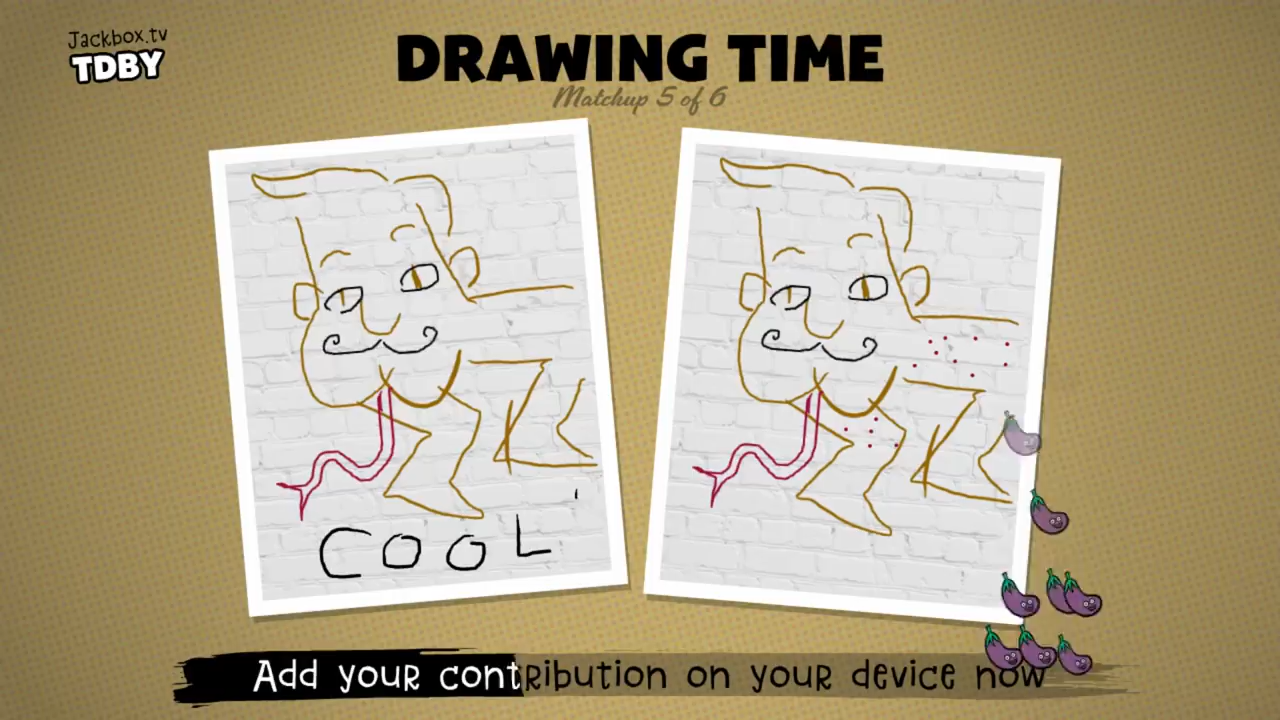 Jackbox.tv
TDBY
DRAWING TIME
Matchup 5 of 6
COOL
Add your contribution on your device now